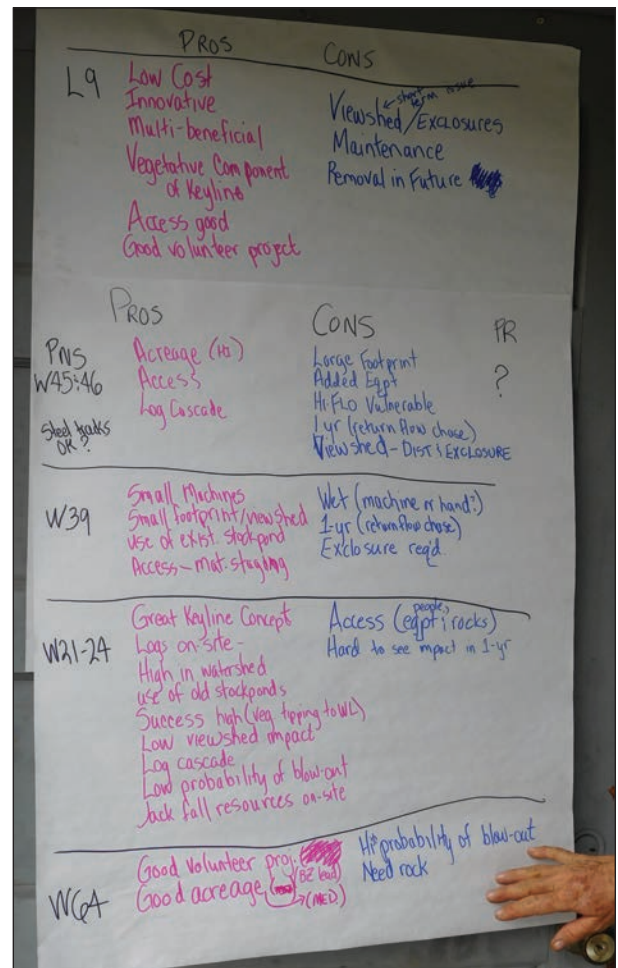 PROS CONS
L9
Low Cost
Innovative
Multi-beneficial
Vegetative Component
of Keyline
Access good
Good volunteer project
short term issue
Viewshed/EXCLOSURES
Maintenance
Removal in Future
PROS CONS PR
PNS
W45-46
Steel tracks
OK?
Acreage (Hi)
Access
Log Cascade
Large Footprint
Added Eqpt
Hi FLO Vulnerable
1 yr (return flow chose)
Viewshed - DIST & EXCLOSURE
?
W39
Small Machines
Small footprint/viewshed
use of exist. stockpond
Access - mat. staging
Wet (machine or hand?)
1-yr (return flow chose)
Exclosure req'd.
W21-24
Great Keyline Concept
Logs on-site -
High in watershed
use of old stockponds
Success high (veg tipping to WL)
Low viewshed impact
Log cascade
Low probability of blow-out
Jack fall resources on-site
people,
Access (eqpt; rocks)
Hard to see impact in 1-yr
W64
Good volunteer proj.
(BZ lead)
Good acreage
(MED)
Hi probability of blow-out
Need rock